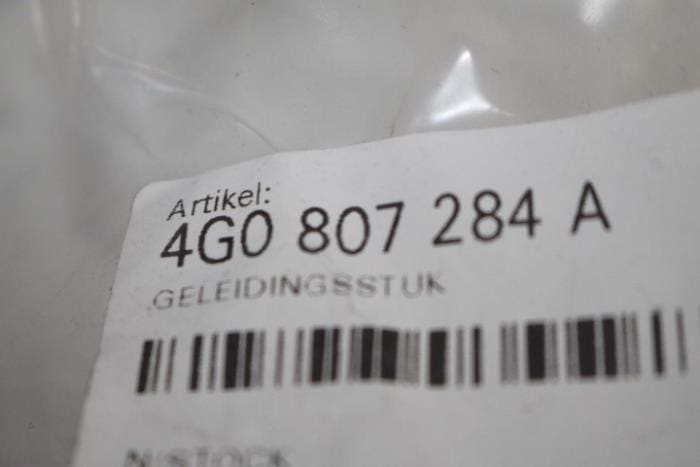 Artikel:
4G0 807 284 A
GELEIDINGSSTUK